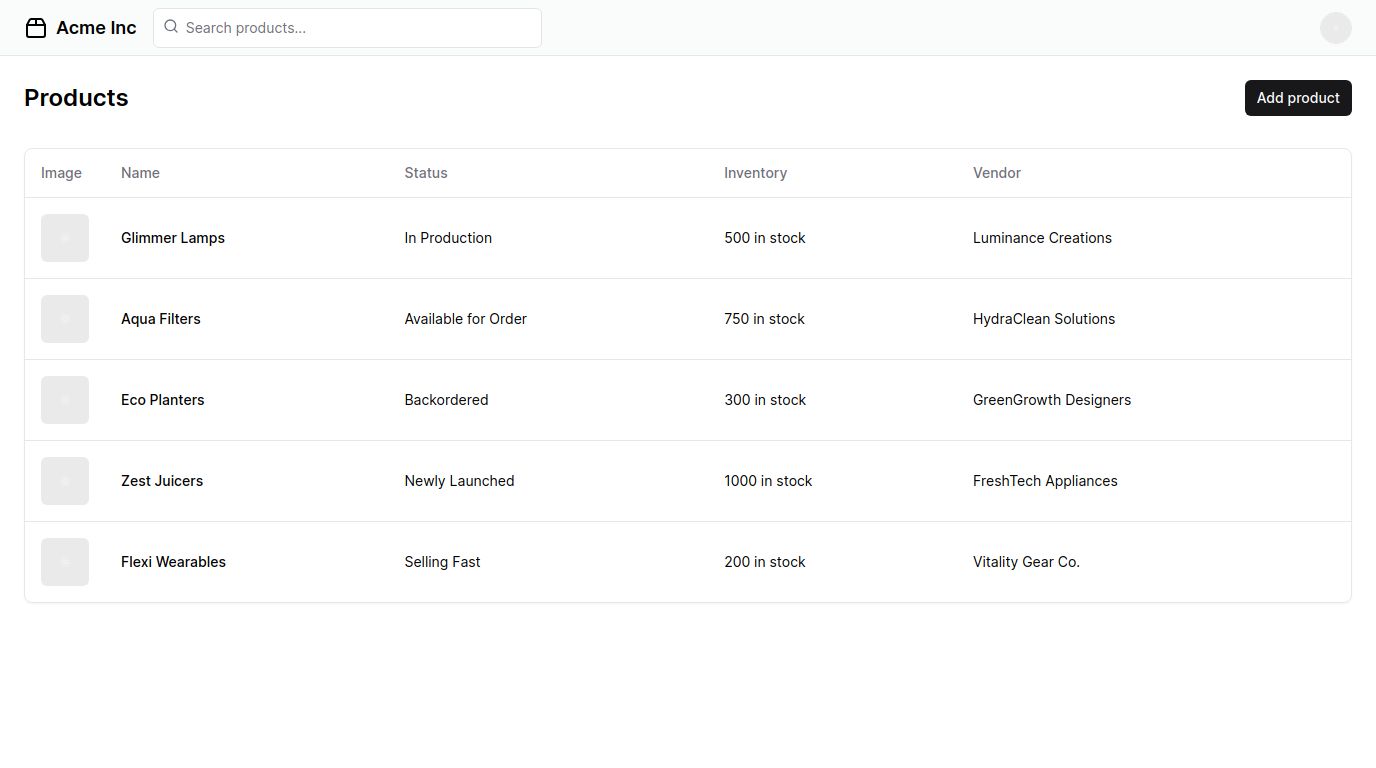 Acme Inc
Search products...
Products
Add product
Image Name Status Inventory Vendor
Glimmer Lamps In Production 500 in stock Luminance Creations
Aqua Filters Available for Order 750 in stock HydraClean Solutions
Eco Planters Backordered 300 in stock GreenGrowth Designers
Zest Juicers Newly Launched 1000 in stock FreshTech Appliances
Flexi Wearables Selling Fast 200 in stock Vitality Gear Co.